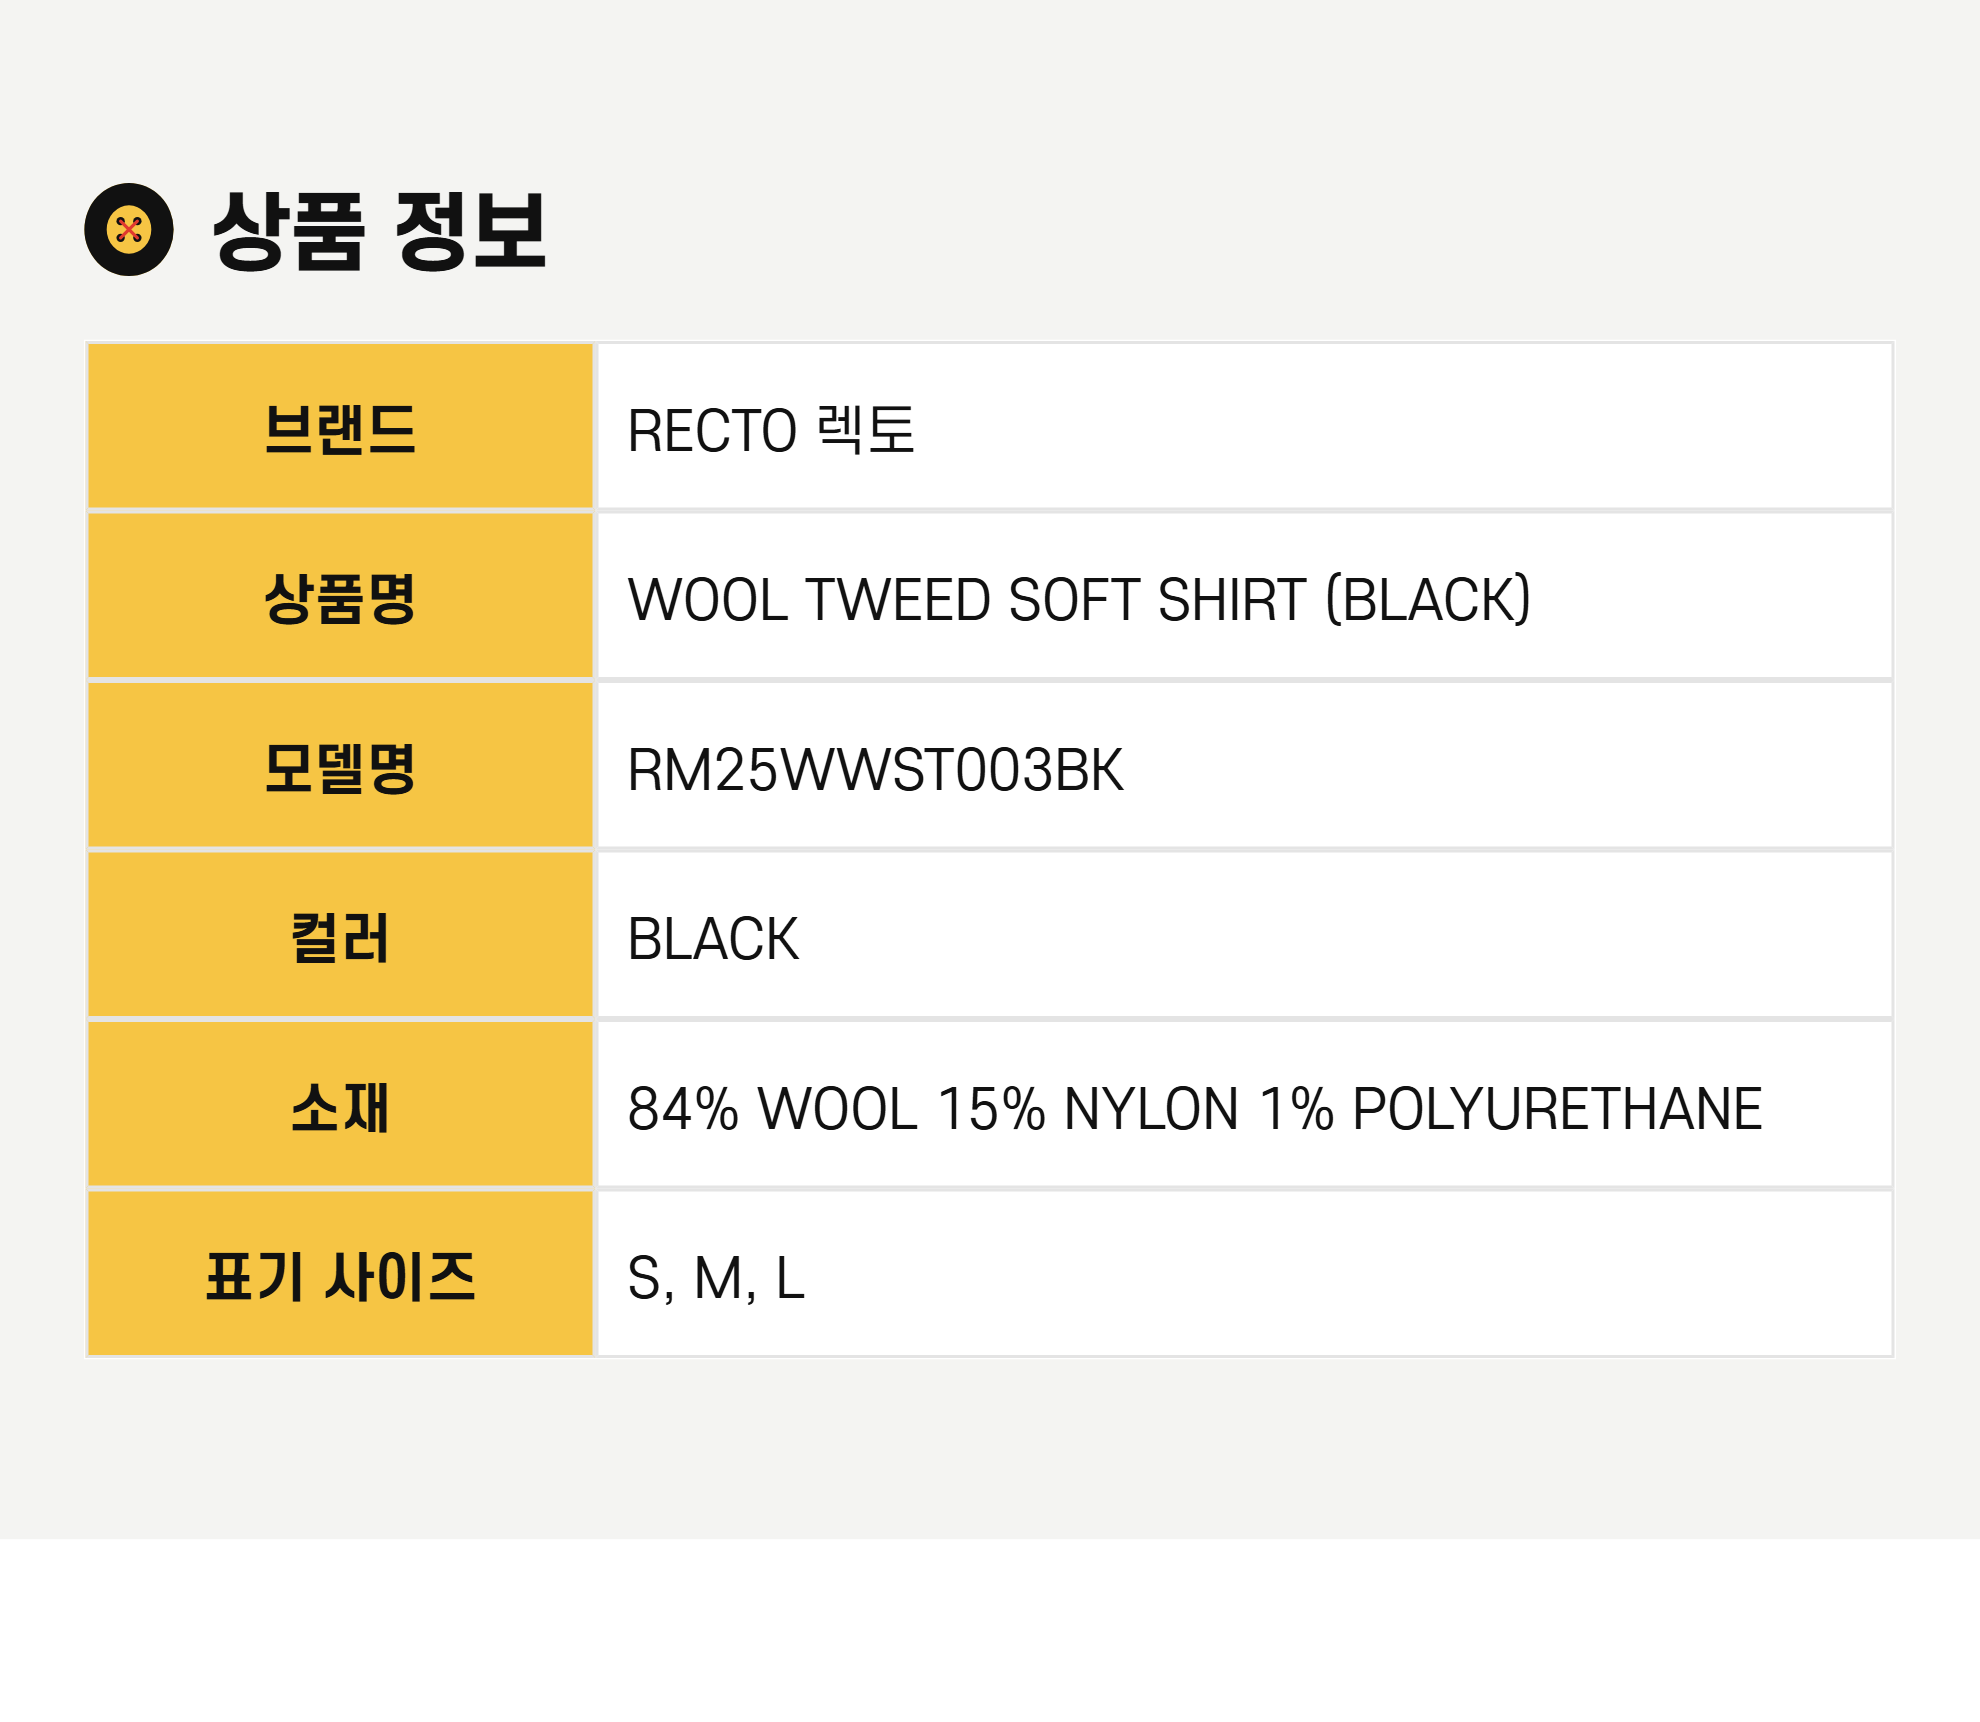 상품 정보
브랜드 RECTO 렉토
상품명 WOOL TWEED SOFT SHIRT (BLACK)
모델명 RM25WWST003BK
컬러 BLACK
소재 84% WOOL 15% NYLON 1% POLYURETHANE
표기 사이즈 S, M, L